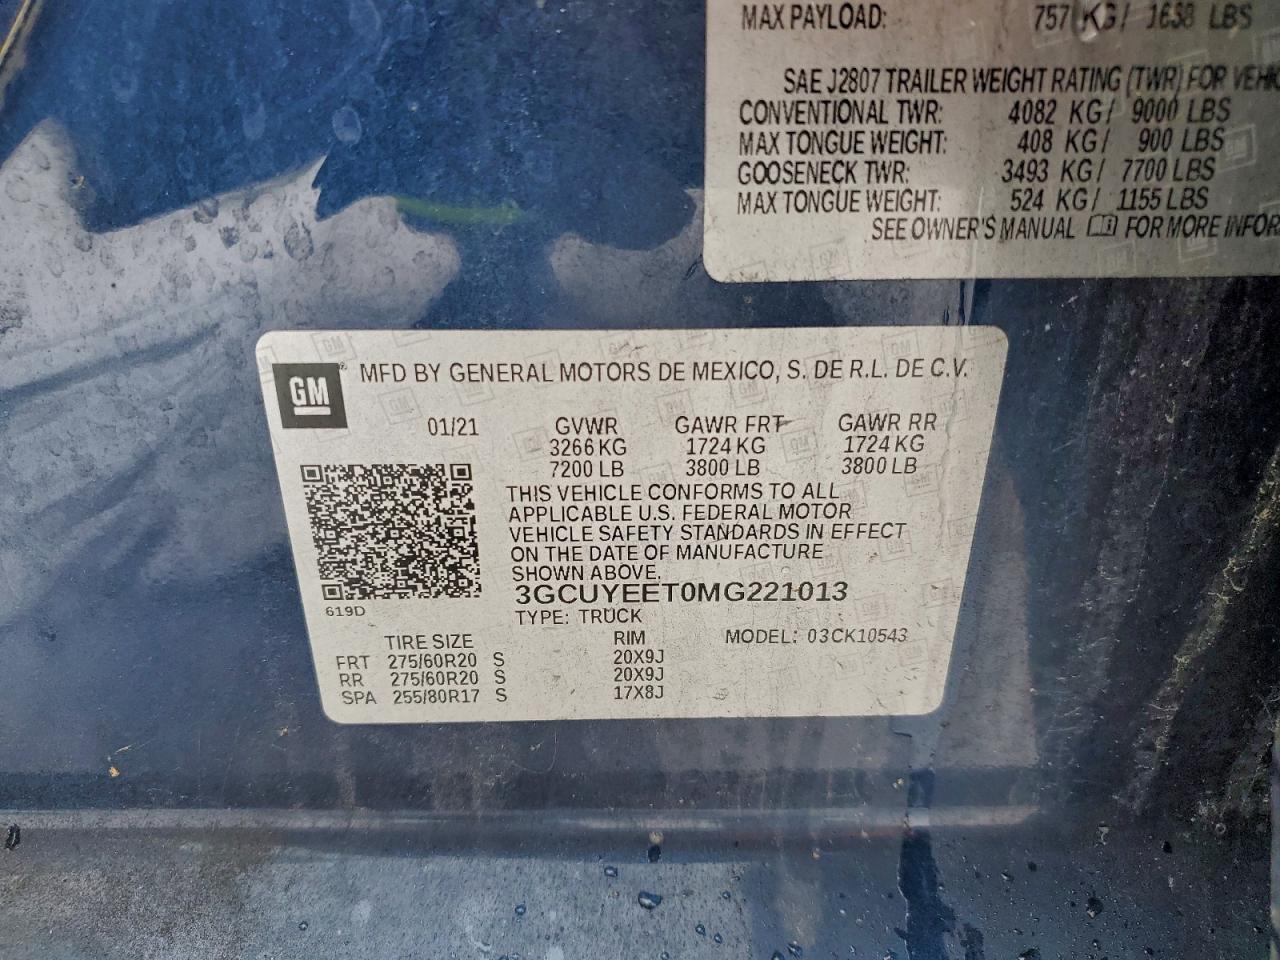 MAX PAYLOAD: 757 KG/ 1668 LBS
SAE J2807 TRAILER WEIGHT RATING (TWR) FOR
CONVENTIONAL TWR: 4082 KG/ 9000 LBS
MAX TONGUE WEIGHT: 408 KG/ 900 LBS
GOOSENECK TWR: 3493 KG/ 7700 LBS
MAX TONGUE WEIGHT: 524 KG/ 1155 LBS
SEE OWNER'S MANUAL FOR MORE INFOR
GM® MFD BY GENERAL MOTORS DE MEXICO, S. DE R.L. DE C.V.
01/21 GVWR GAWR FRT GAWR RR
3266 KG 1724 KG 1724 KG
7200 LB 3800 LB 3800 LB
THIS VEHICLE CONFORMS TO ALL
APPLICABLE U.S. FEDERAL MOTOR
VEHICLE SAFETY STANDARDS IN EFFECT
ON THE DATE OF MANUFACTURE
SHOWN ABOVE.
3GCUYEET0MG221013
619D
TYPE: TRUCK
TIRE SIZE RIM MODEL: 03CK10543
FRT 275/60R20 S 20X9J
RR 275/60R20 S 20X9J
SPA 255/80R17 S 17X8J